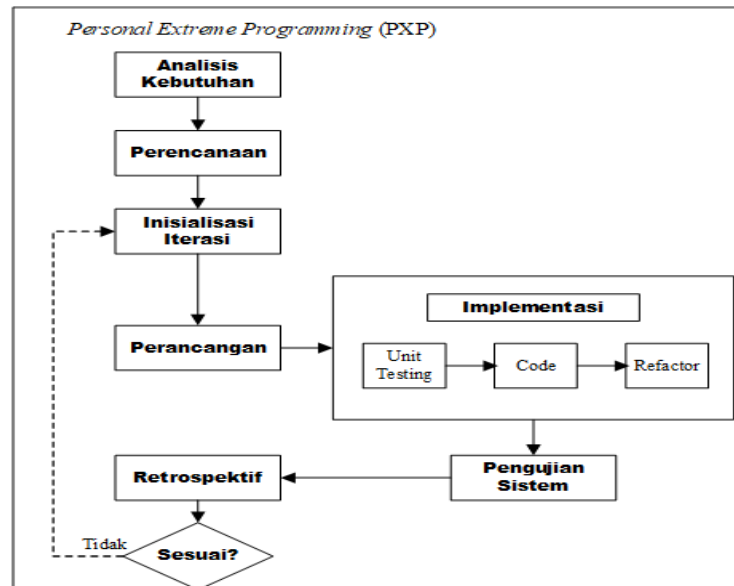 Personal Extreme Programming (PXP)
Analisis
Kebutuhan
Perencanaan
Inisialisasi
Iterasi
Perancangan
Implementasi
Unit
Testing
Code
Refactor
Pengujian
Sistem
Retrospektif
Sesuai?
Tidak